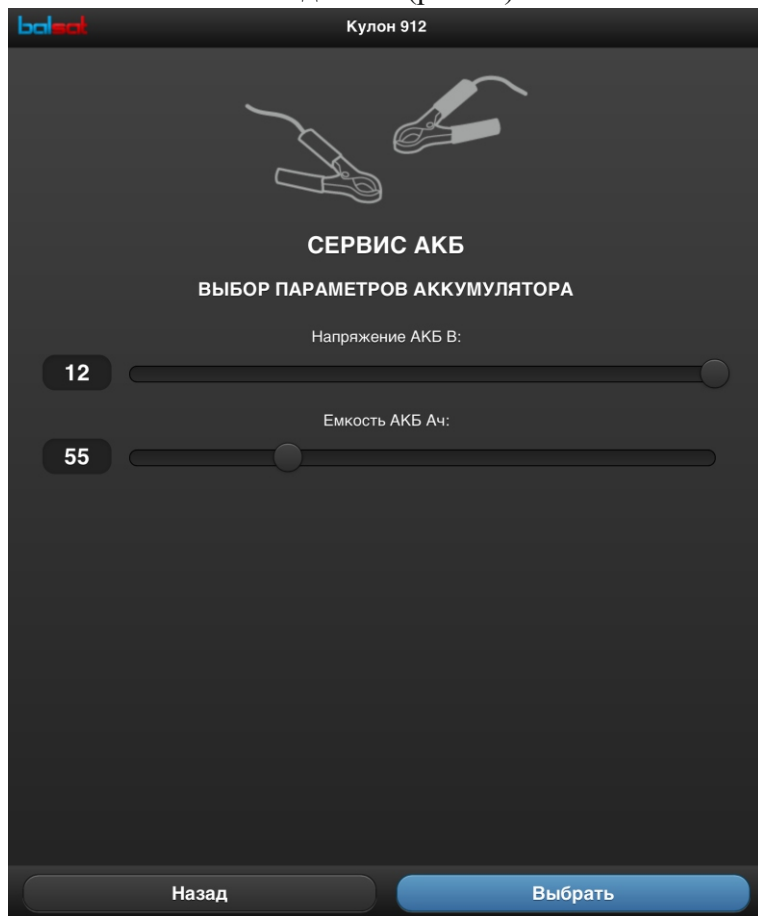 balsat
Кулон 912
СЕРВИС АКБ
ВЫБОР ПАРАМЕТРОВ АККУМУЛЯТОРА
Напряжение АКБ В:
12
Емкость АКБ Ач:
55
Назад
Выбрать